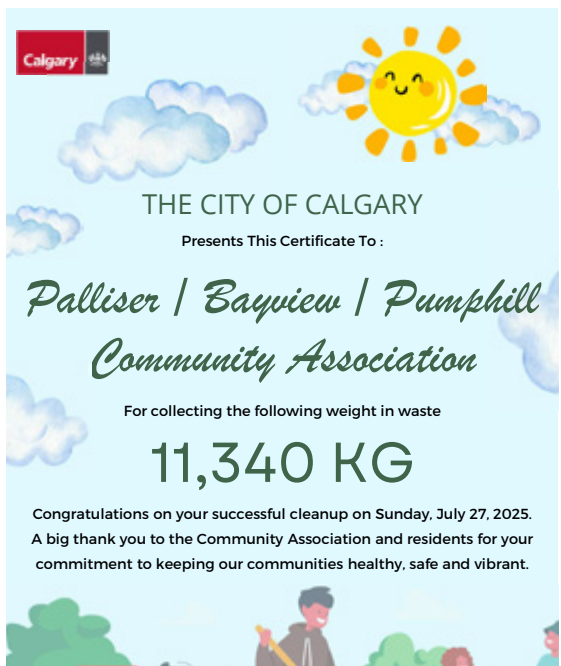 Calgary
THE CITY OF CALGARY
Presents This Certificate To :
Palliser / Bayview / Pumphill
Community Association
For collecting the following weight in waste
11,340 KG
Congratulations on your successful cleanup on Sunday, July 27, 2025.
A big thank you to the Community Association and residents for your
commitment to keeping our communities healthy, safe and vibrant.